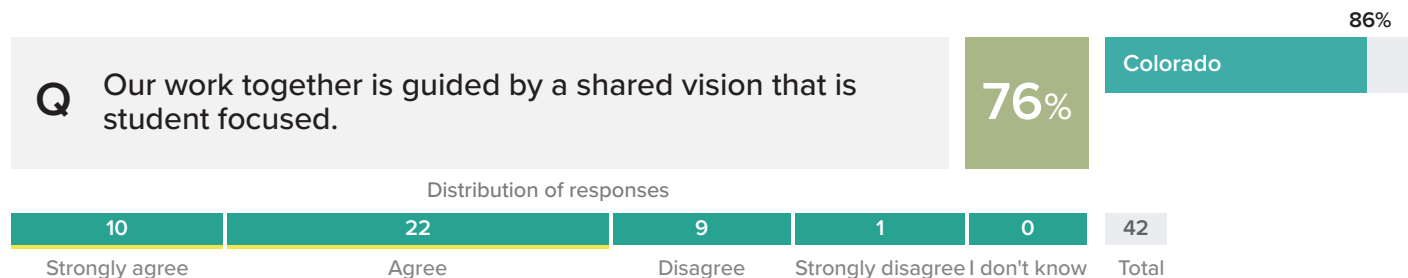 86%
Q
Our work together is guided by a shared vision that is
student focused.
76%
Colorado
Distribution of responses
10 22 9 1 0 42
Strongly agree Agree Disagree Strongly disagree I don't know Total